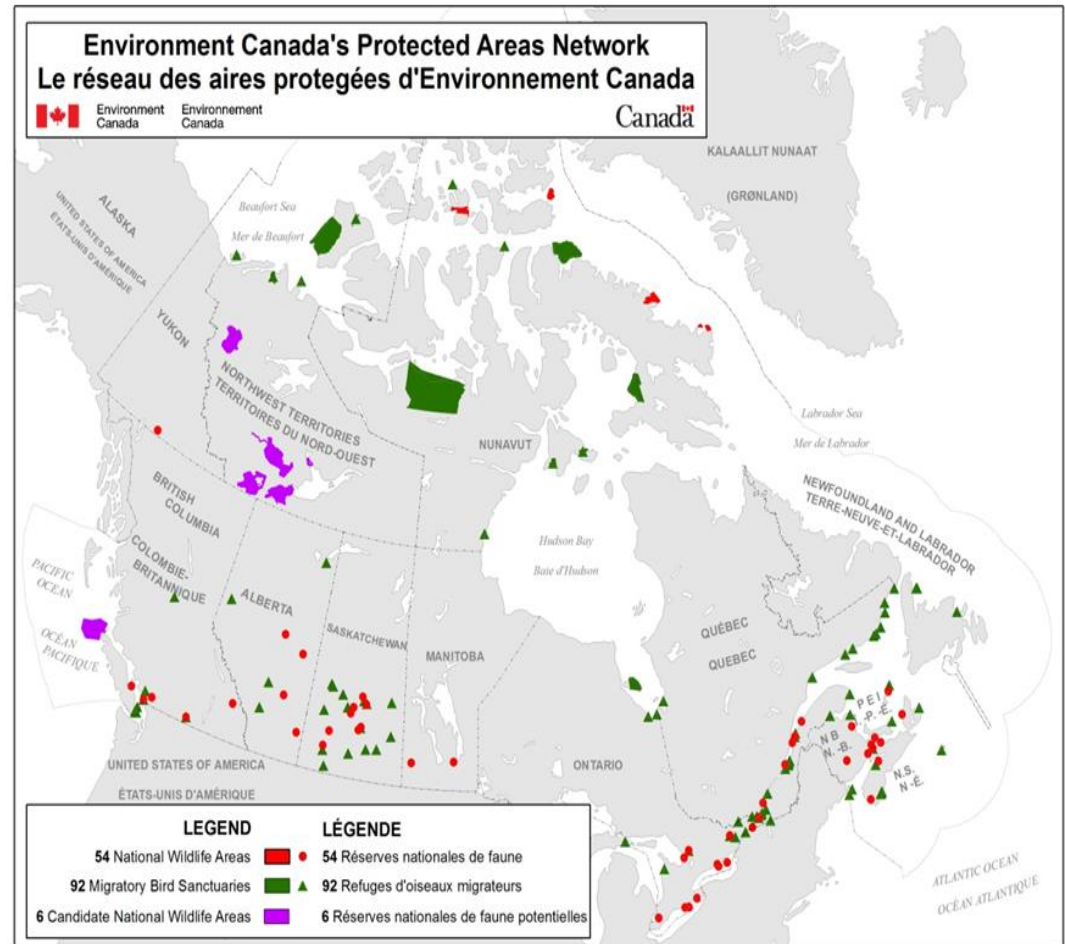 Environment Canada's Protected Areas Network
Le réseau des aires protegées d'Environnement Canada
Environment Canada
Environnement Canada
Canada
KALAALLIT NUNAAT
(GRØNLAND)
ALASKA
UNITED STATES OF AMERICA
ÉTATS-UNIS D'AMÉRIQUE
Beaufort Sea
Mer de Beaufort
YUKON
NORTHWEST TERRITORIES
TERRITOIRES DU NORD-OUEST
NUNAVUT
Labrador Sea
Mer de Labrador
NEWFOUNDLAND AND LABRADOR
TERRE-NEUVE-ET-LABRADOR
BRITISH
COLUMBIA
COLOMBIE-
BRITANNIQUE
PACIFIC
OCEAN
OCÉAN
PACIFIQUE
ALBERTA
SASKATCHEWAN
MANITOBA
Hudson Bay
Baie d'Hudson
QUÉBEC
QUEBEC
ONTARIO
P E I
.-P.-É.
N B
N.-B.
N.S.
N -É.
UNITED STATES OF AMERICA
ÉTATS-UNIS D'AMÉRIQUE
ATLANTIC OCEAN
OCÉAN ATLANTIQUE
LEGEND LÉGENDE
54 National Wildlife Areas 54 Réserves nationales de faune
92 Migratory Bird Sanctuaries 92 Refuges d'oiseaux migrateurs
6 Candidate National Wildlife Areas 6 Réserves nationales de faune potentielles